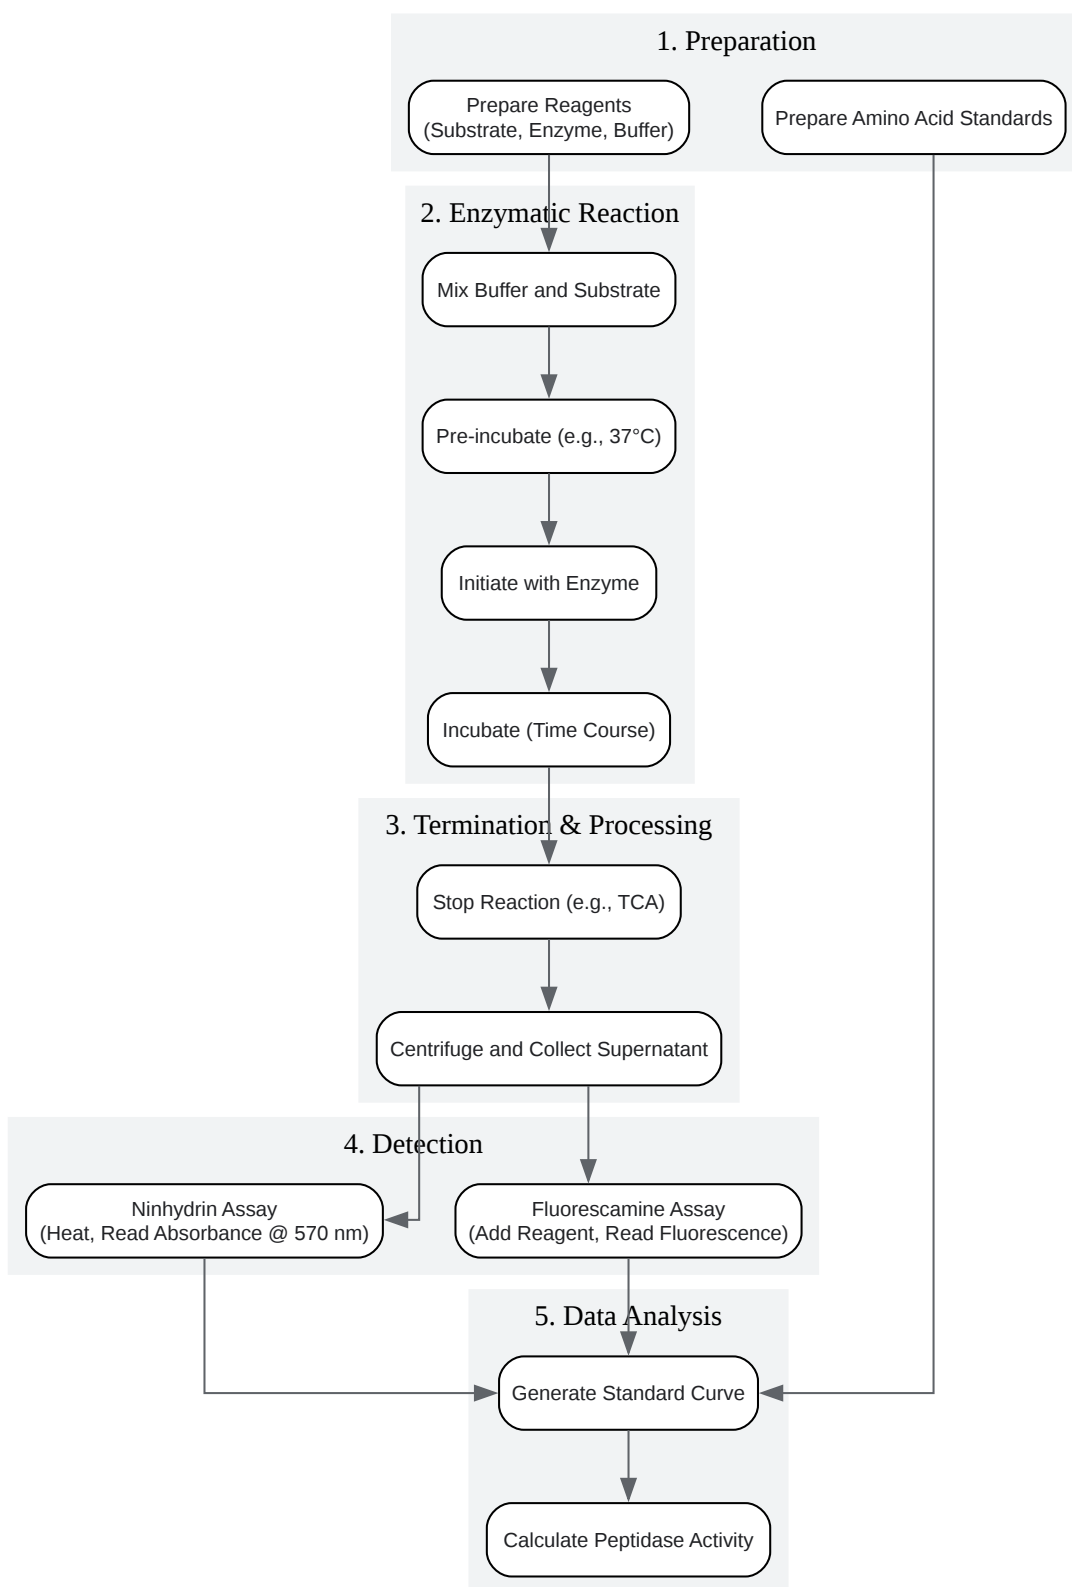 1. Preparation
Prepare Reagents
(Substrate, Enzyme, Buffer)
Prepare Amino Acid Standards
2. Enzymatic Reaction
Mix Buffer and Substrate
Pre-incubate (e.g., 37°C)
Initiate with Enzyme
Incubate (Time Course)
3. Termination & Processing
Stop Reaction (e.g., TCA)
Centrifuge and Collect Supernatant
4. Detection
Ninhydrin Assay
(Heat, Read Absorbance @ 570 nm)
Fluorescamine Assay
(Add Reagent, Read Fluorescence)
5. Data Analysis
Generate Standard Curve
Calculate Peptidase Activity